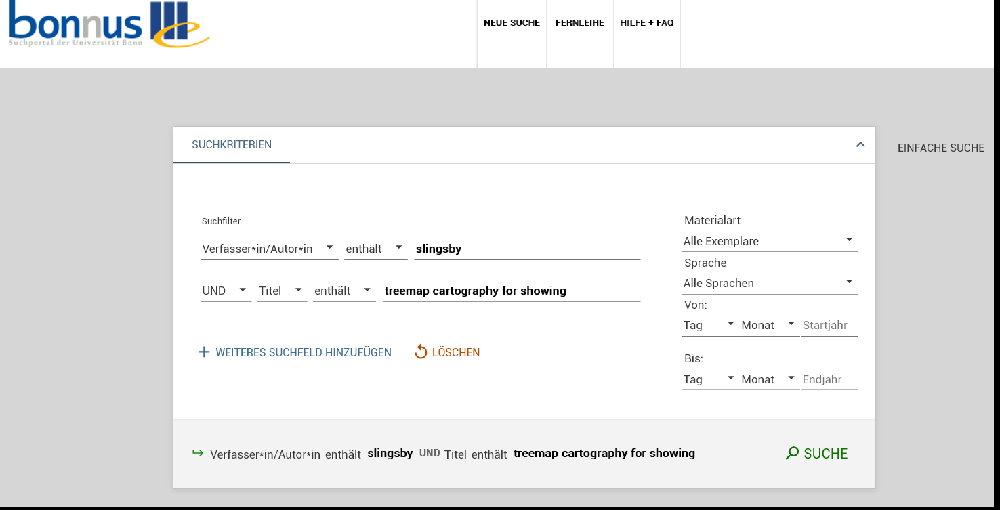 bonnus
Suchportal der Universität Bonn
NEUE SUCHE
FERNLEIHE
HILFE + FAQ
SUCHKRITERIEN
EINFACHE SUCHE
Suchfilter
Verfasser*in/Autor*in enthält slingsby
UND Titel enthält treemap cartography for showing
WEITERES SUCHFELD HINZUFÜGEN
LÖSCHEN
Materialart
Alle Exemplare
Sprache
Alle Sprachen
Von:
Tag Monat Startjahr
Bis:
Tag Monat Endjahr
Verfasser*in/Autor*in enthält slingsby UND Titel enthält treemap cartography for showing
SUCHE